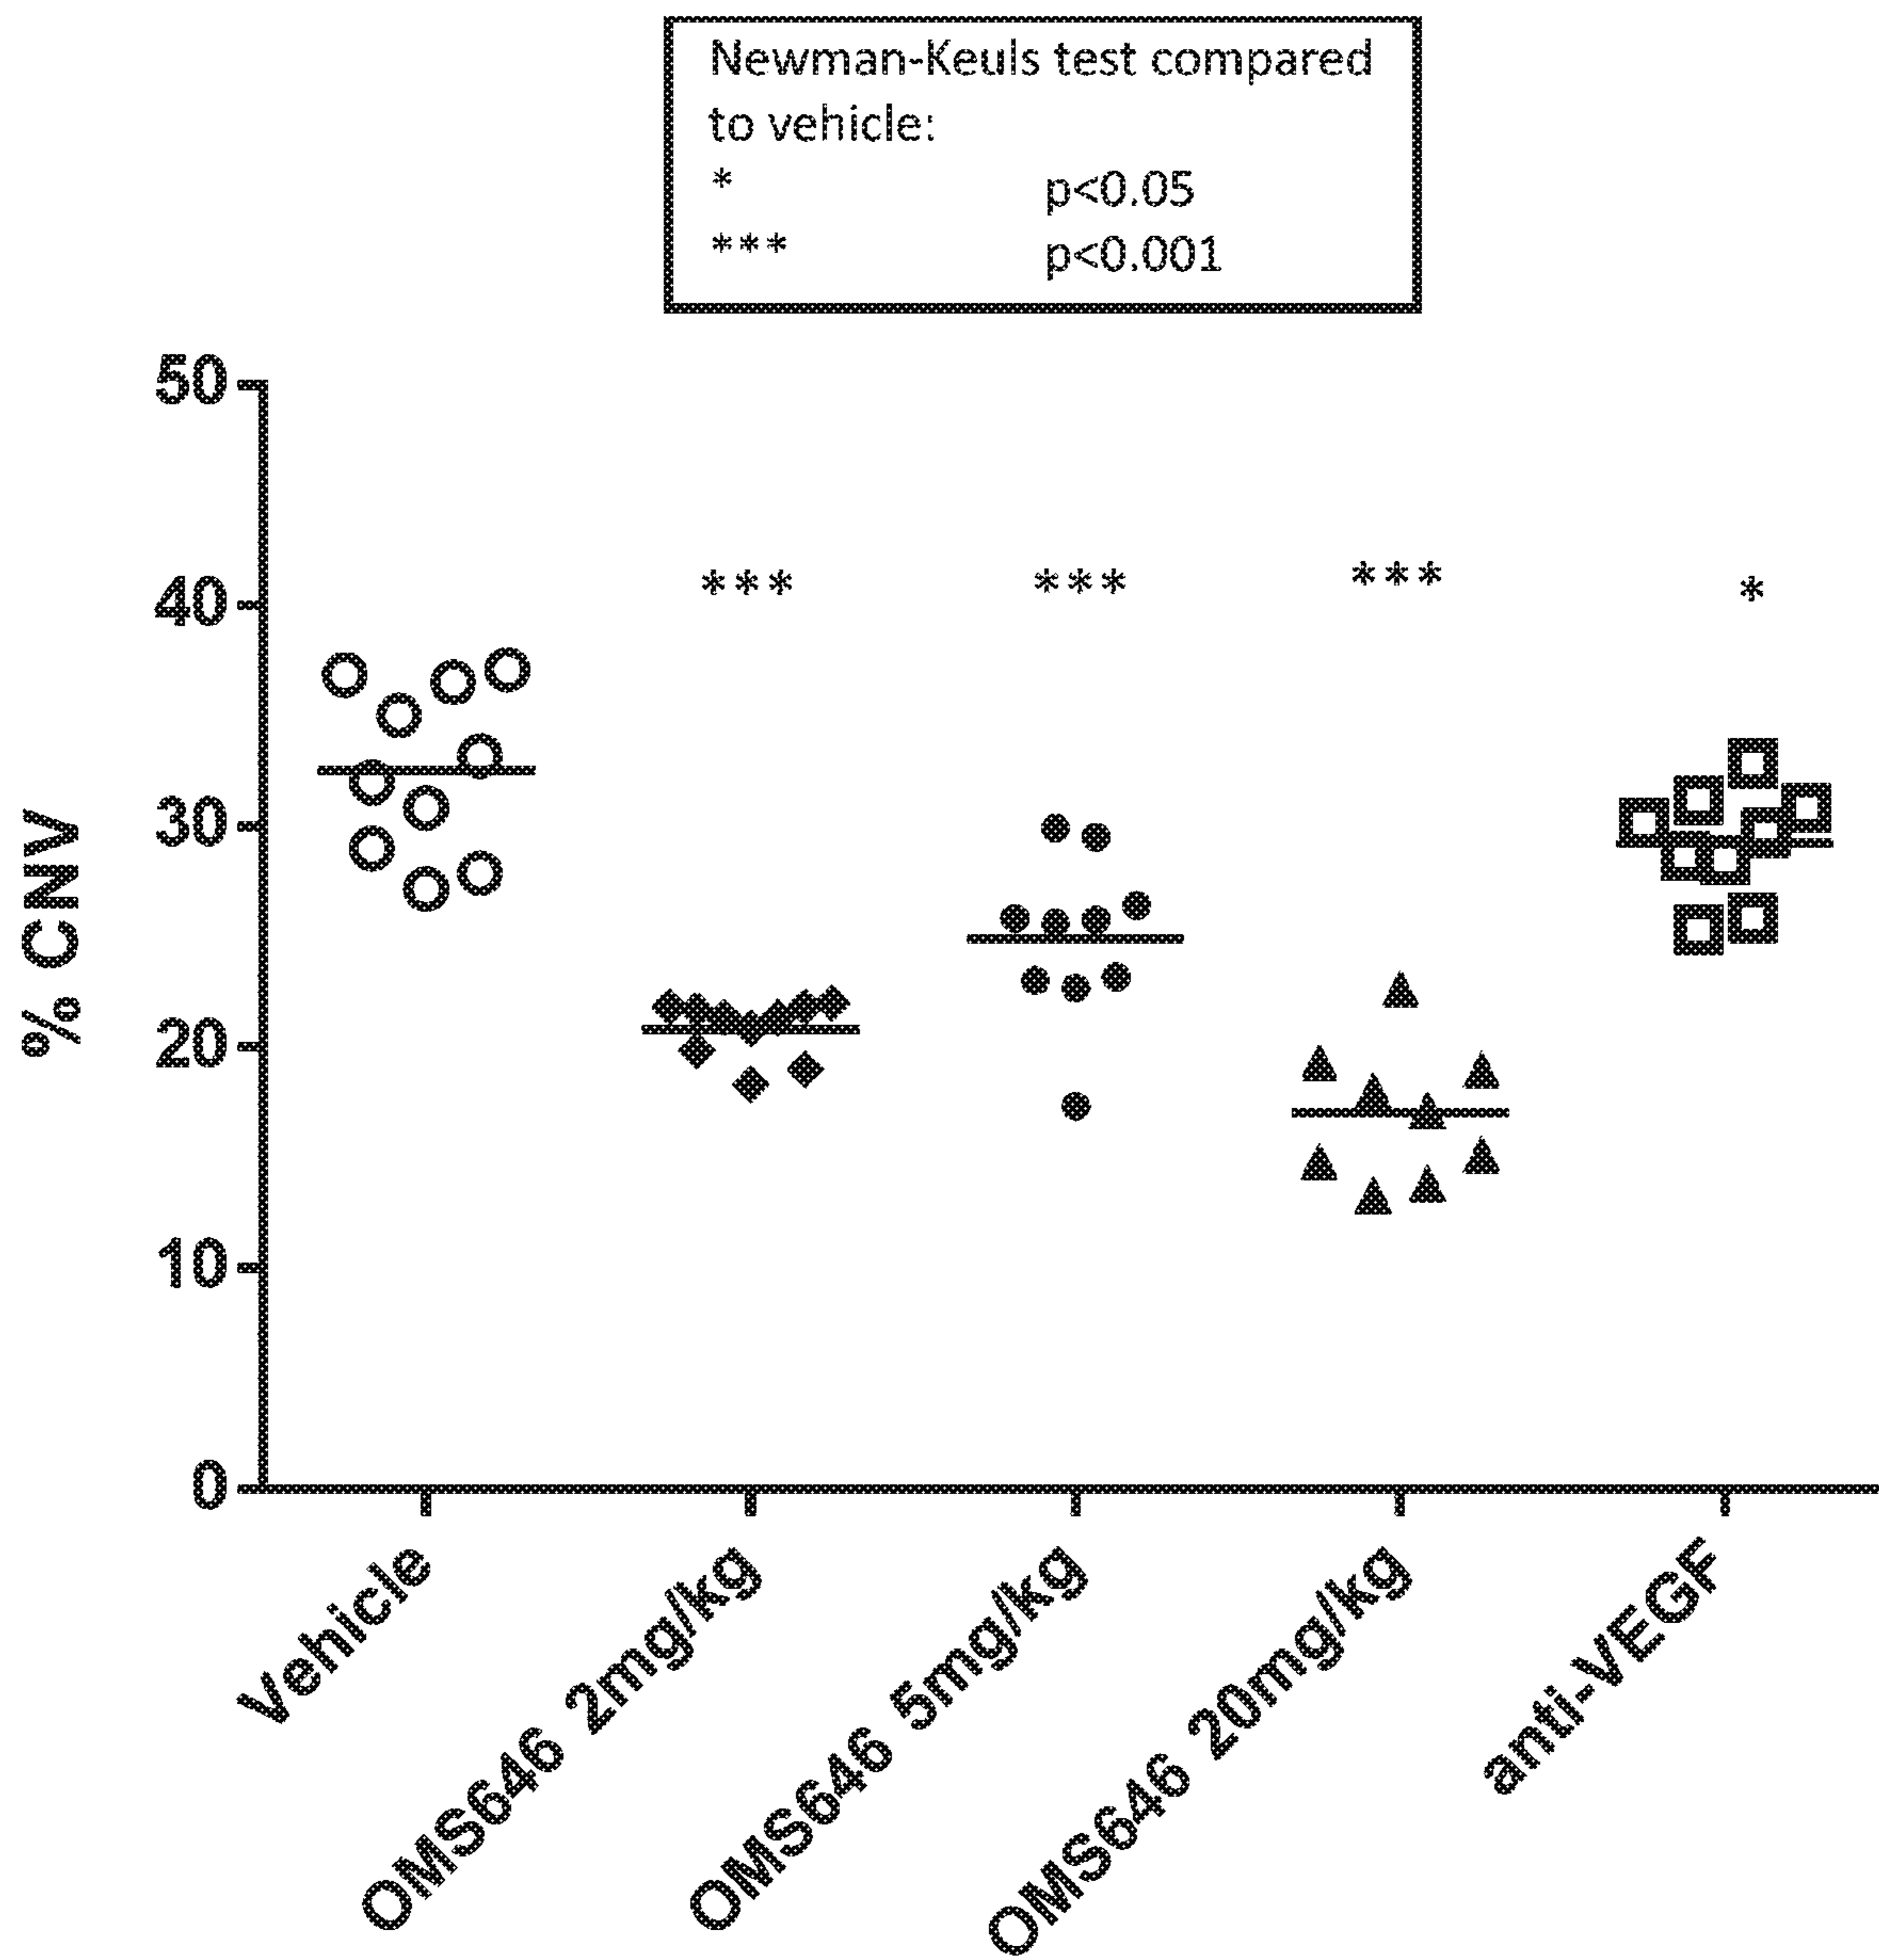 Newman-Keuls test compared
to vehicle:
* p<0.05
*** p<0.001
50
40
30
20
10
0
% CNV
*** *** *** *
Vehicle
OMS646 2mg/kg
OMS646 5mg/kg
OMS646 20mg/kg
anti-VEGF